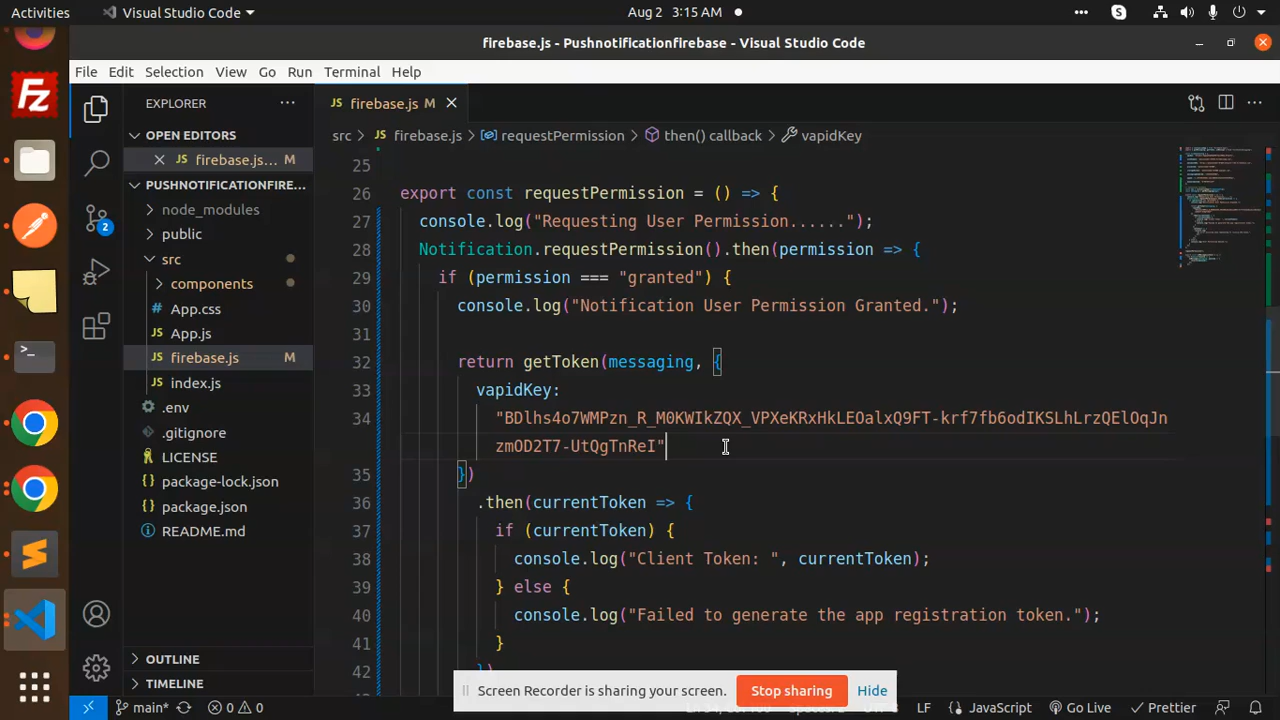 Activities
Visual Studio Code
Aug 2 3:15 AM
firebase.js - Pushnotificationfirebase - Visual Studio Code
File Edit Selection View Go Run Terminal Help
EXPLORER
OPEN EDITORS
firebase.js... M
PUSHNOTIFICATIONFIRE...
node_modules
public
src
components
App.css
App.js
firebase.js M
index.js
.env
.gitignore
LICENSE
package-lock.json
package.json
README.md
OUTLINE
TIMELINE
2
firebase.js M
src > firebase.js > requestPermission > then() callback > vapidKey
25
26 export const requestPermission = () => {
27 console.log("Requesting User Permission......");
28 Notification.requestPermission().then(permission => {
29 if (permission === "granted") {
30 console.log("Notification User Permission Granted.");
31
32 return getToken(messaging, {
33 vapidKey:
34 "BDlhs4o7WMPzn_R_M0KWIkZQX_VPXeKRxHkLEOalxQ9FT-krf7fb6odIKSLhLrzQElOqJn
zmOD2T7-UtQgTnReI"
35 })
36 .then(currentToken => {
37 if (currentToken) {
38 console.log("Client Token: ", currentToken);
39 } else {
40 console.log("Failed to generate the app registration token.");
41 }
42 })
Screen Recorder is sharing your screen.
Stop sharing
Hide
main*
0 0
LF
JavaScript
Go Live
Prettier